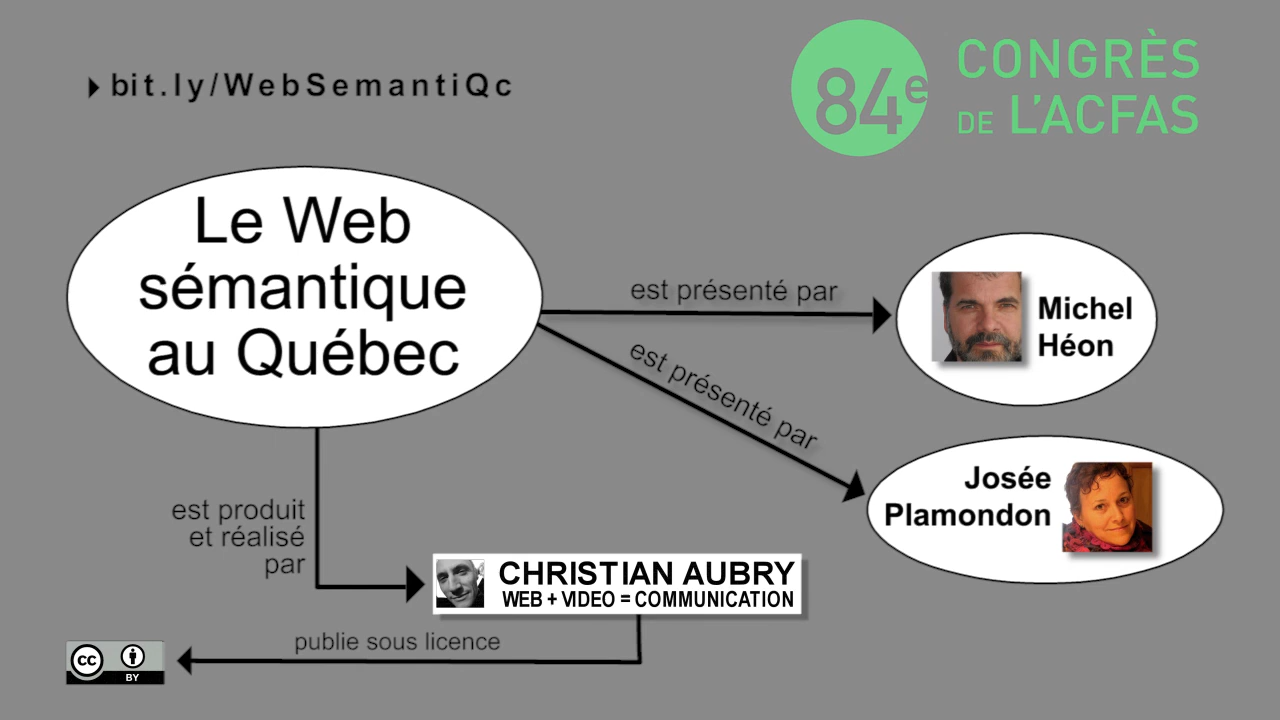 bit.ly/WebSemantiQc
84e
CONGRÈS
DE L'ACFAS
Le Web
sémantique
au Québec
est présenté par
Michel
Héon
est présenté par
Josée
Plamondon
est produit
et réalisé
par
CHRISTIAN AUBRY
WEB + VIDEO = COMMUNICATION
publie sous licence
cc
BY